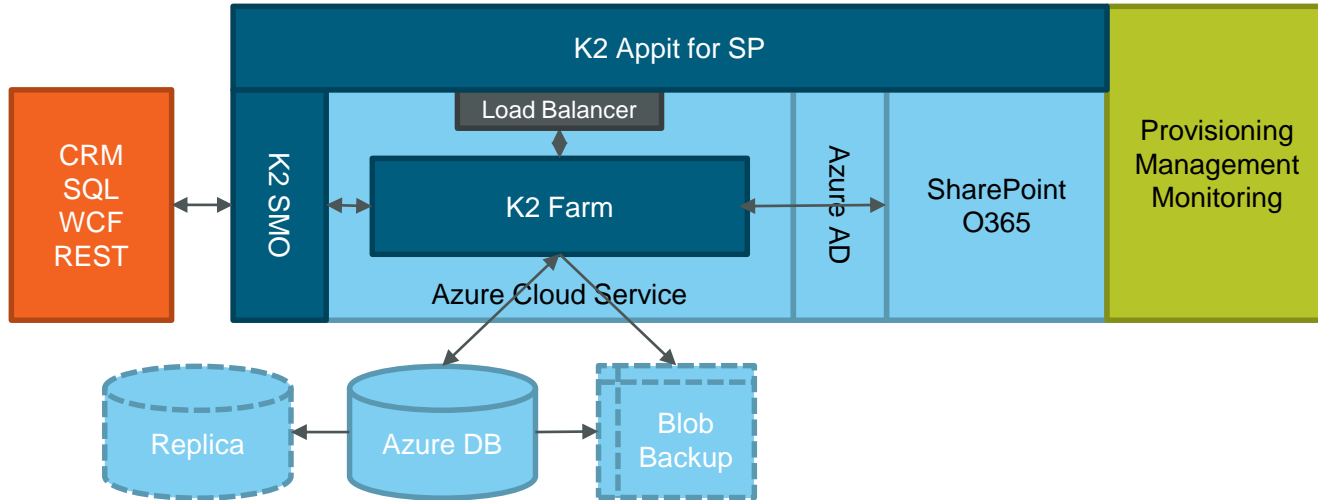 K2 Appit for SP
Load Balancer
CRM
SQL
WCF
REST
K2 SMO
K2 Farm
Azure AD
SharePoint
O365
Provisioning
Management
Monitoring
Azure Cloud Service
Replica
Azure DB
Blob
Backup